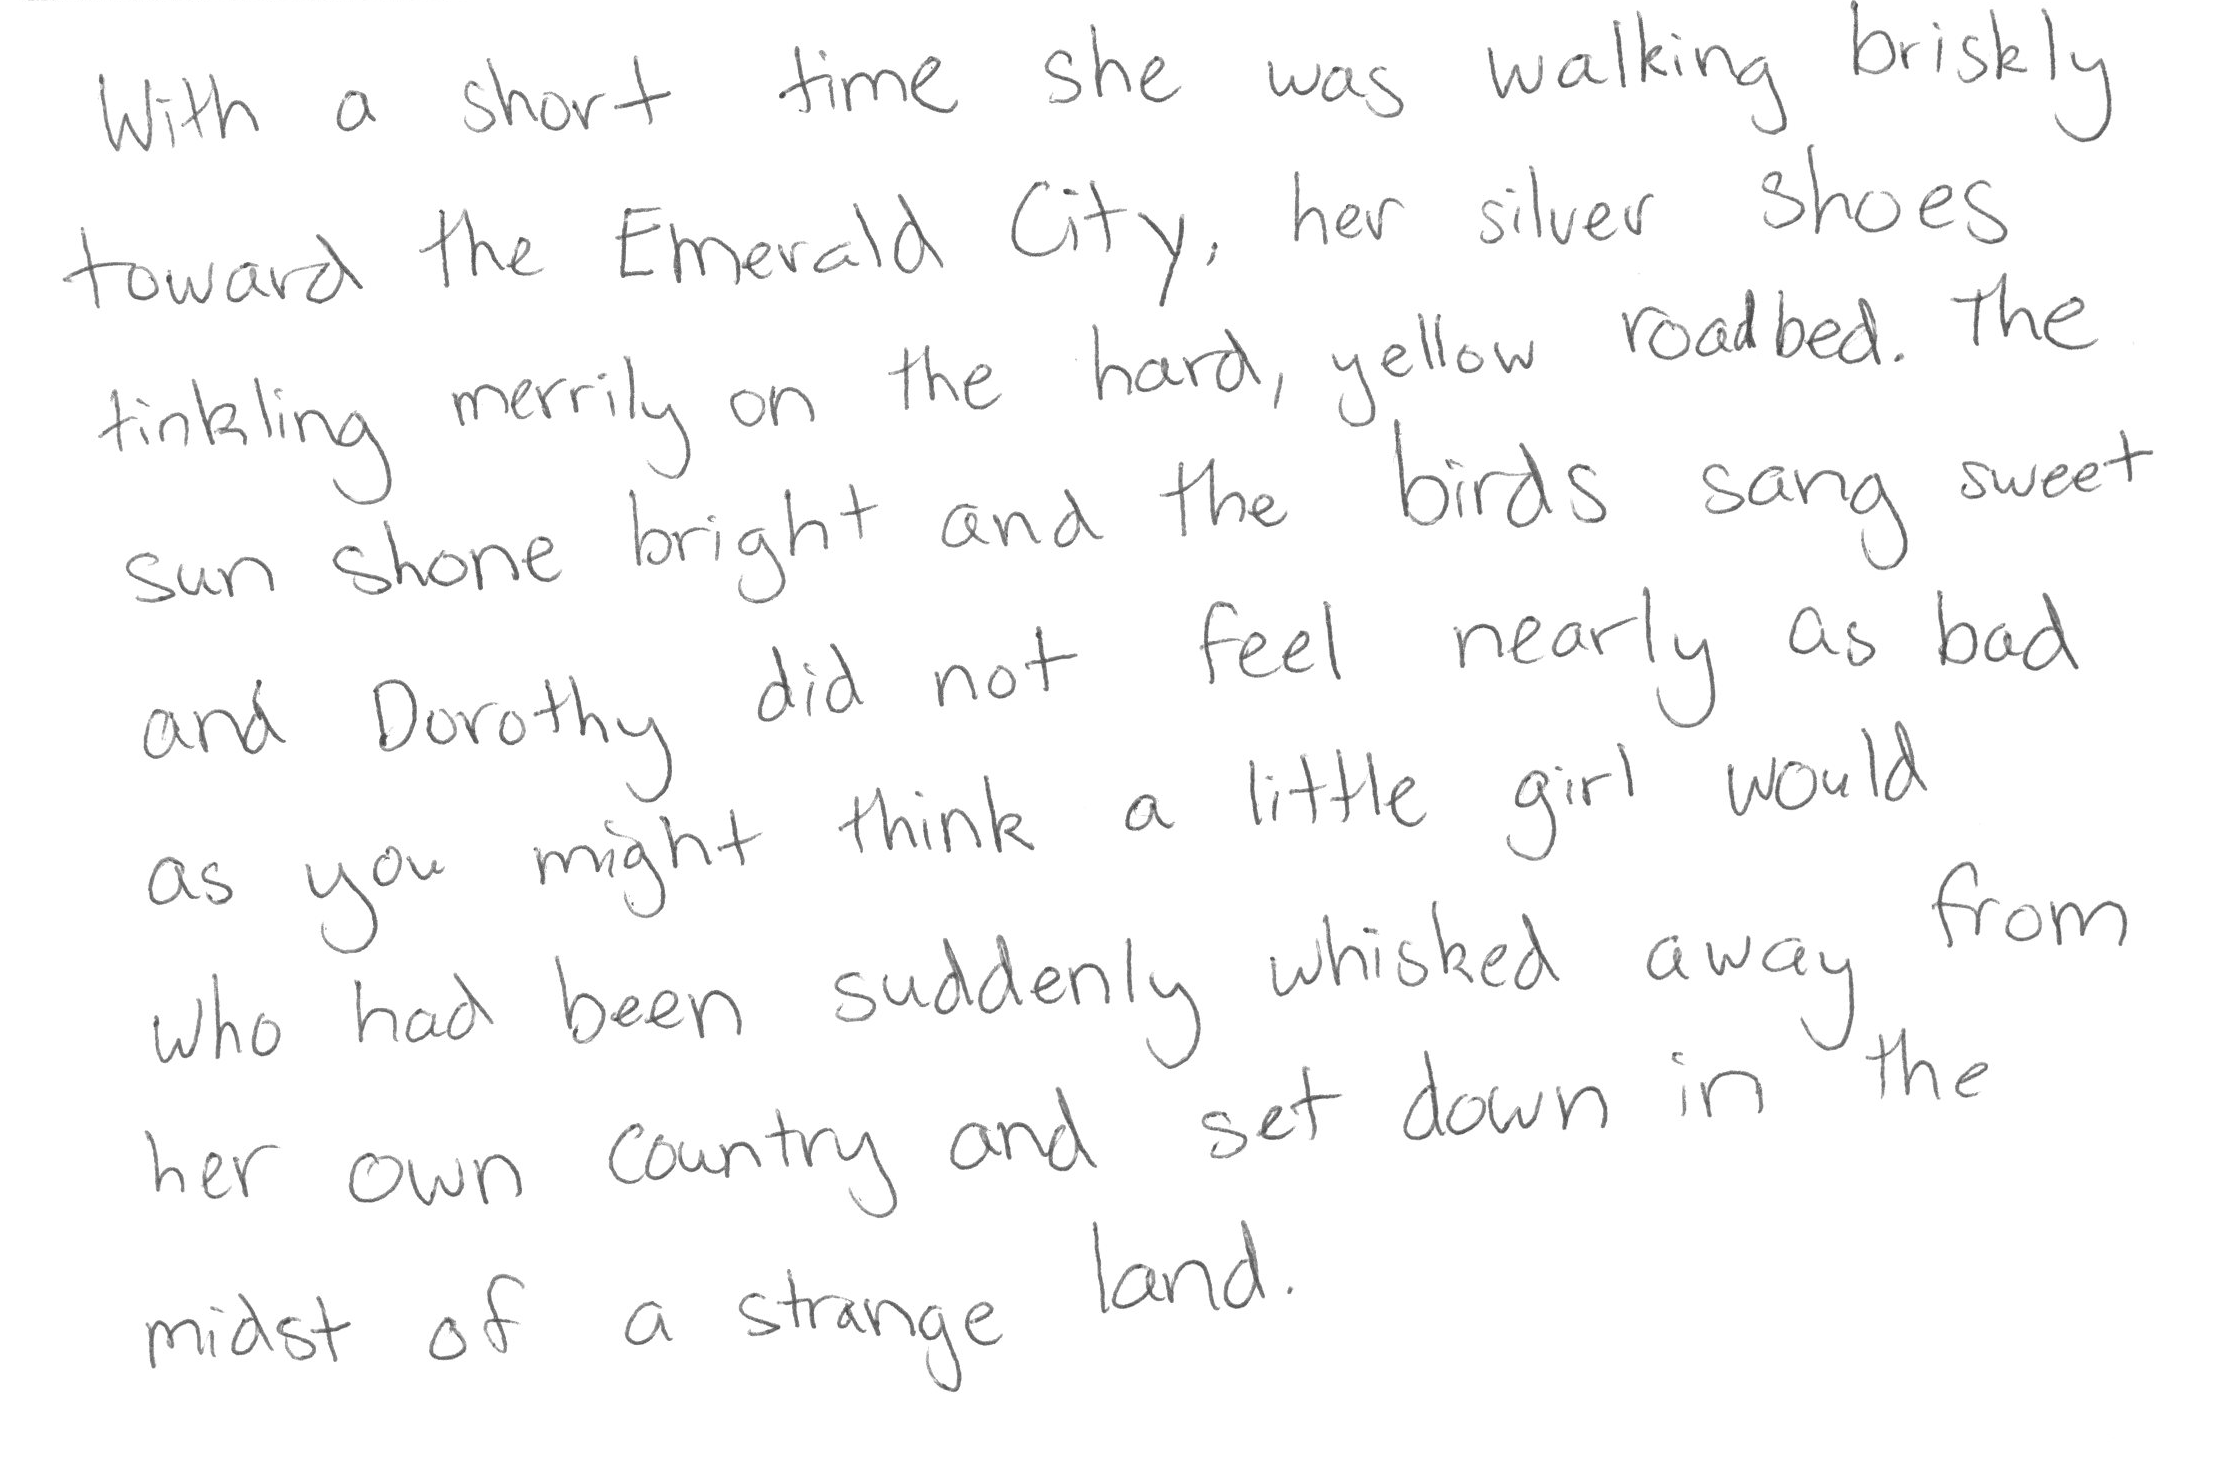 With a short time she was walking briskly
toward the Emerald City, her silver shoes
tinkling merrily on the hard, yellow roadbed. The
sun shone bright and the birds sang sweet
and Dorothy did not feel nearly as bad
as you might think a little girl would
who had been suddenly whisked away from
her own country and set down in the
midst of a strange land.